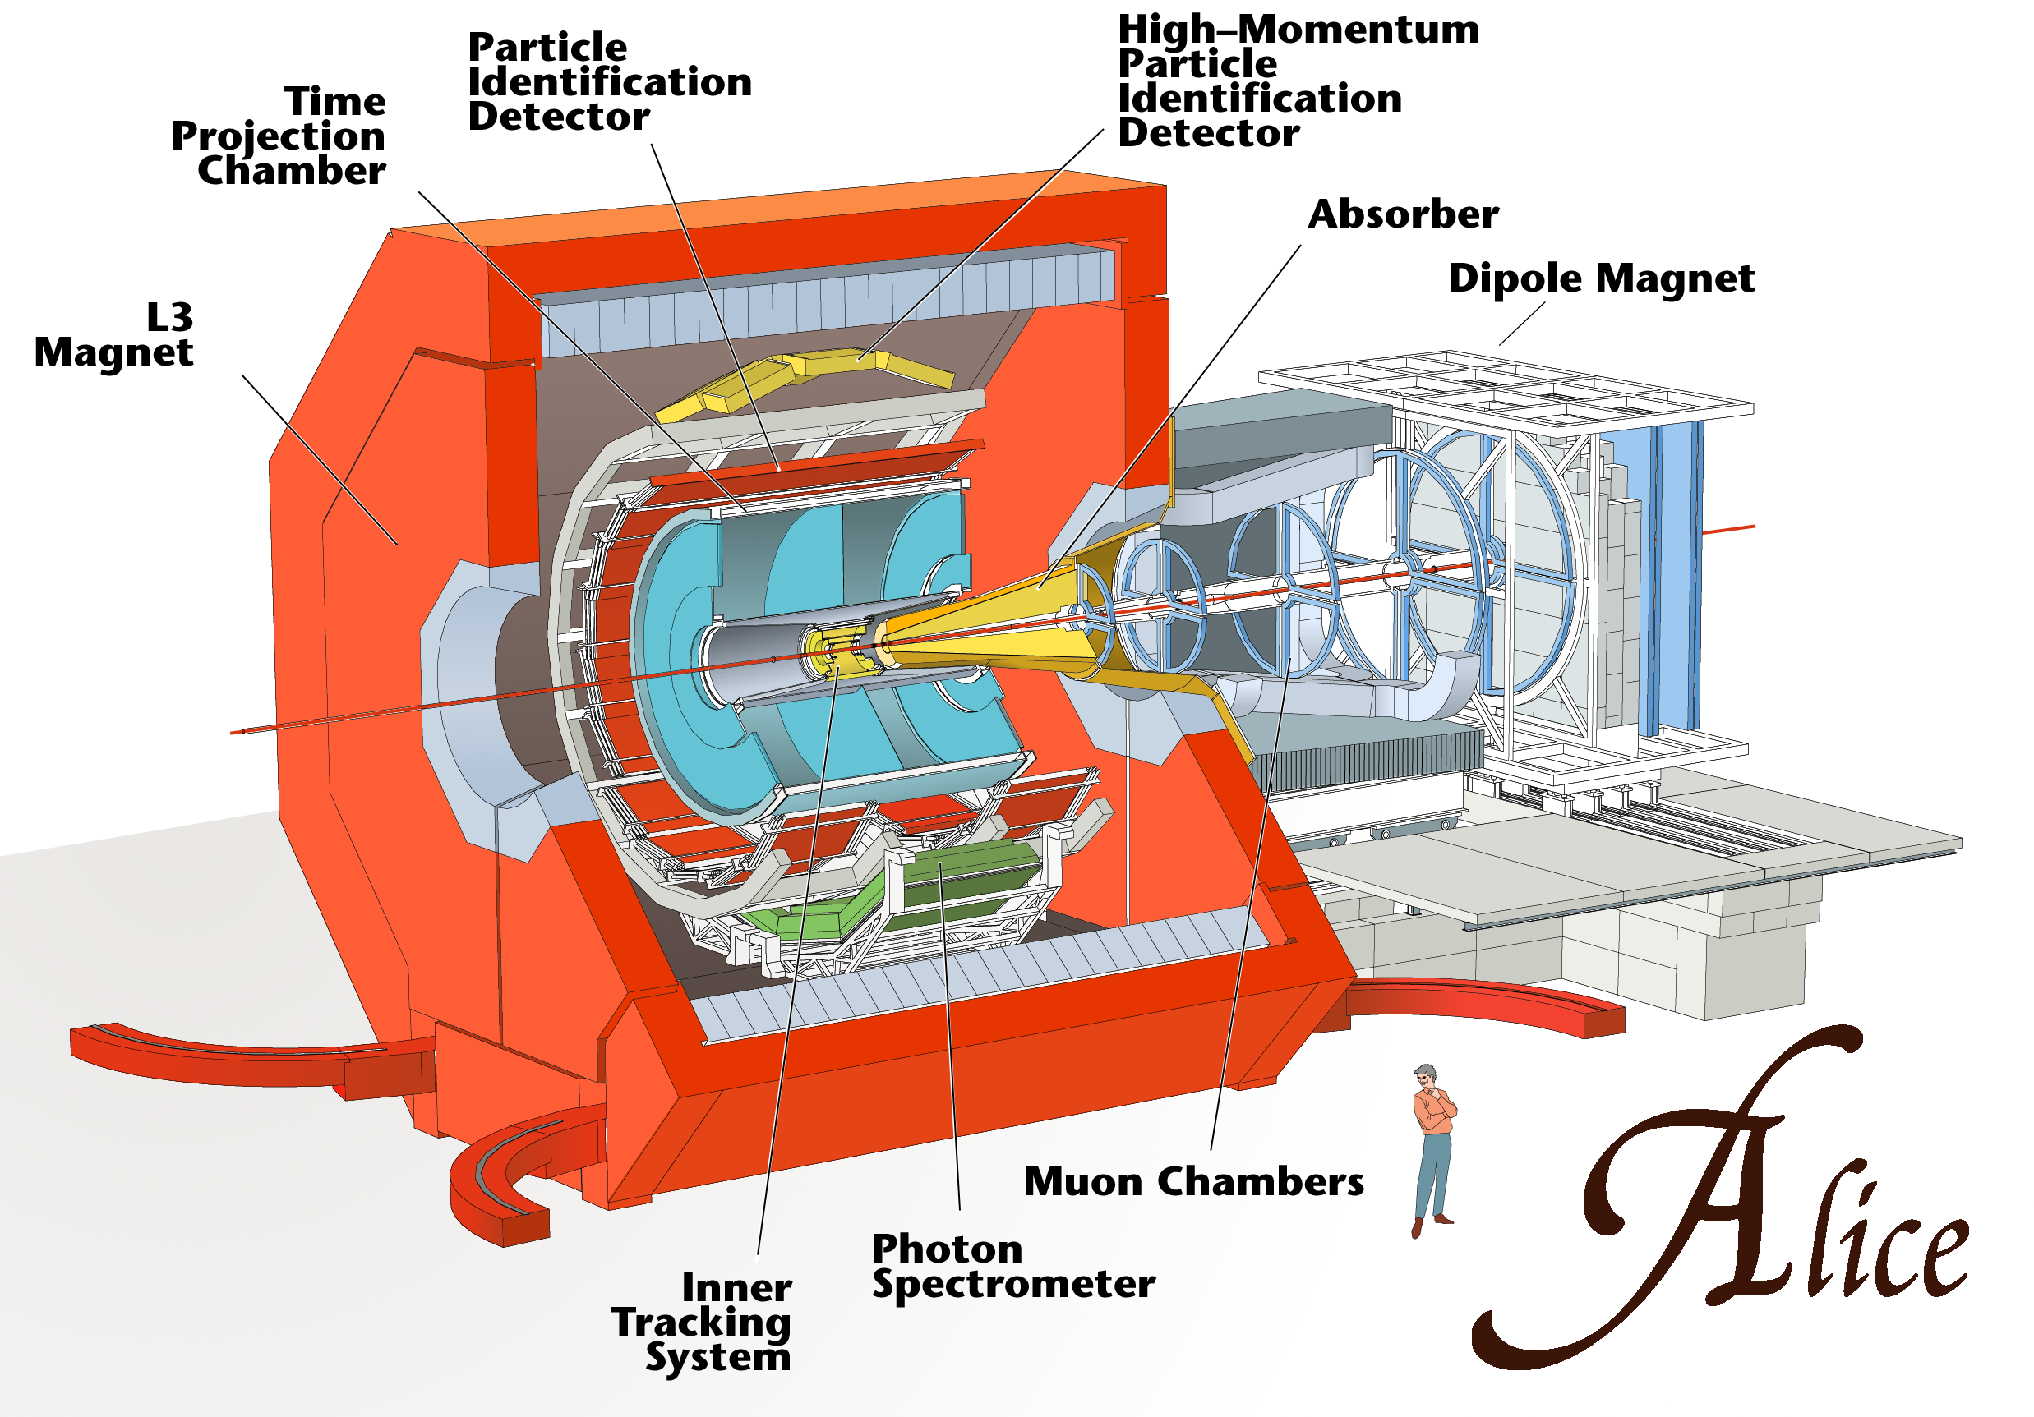 High–Momentum
Particle
Identification
Detector
Particle
Identification
Detector
Time
Projection
Chamber
Absorber
Dipole Magnet
L3
Magnet
Muon Chambers
Photon
Spectrometer
Inner
Tracking
System
Alice